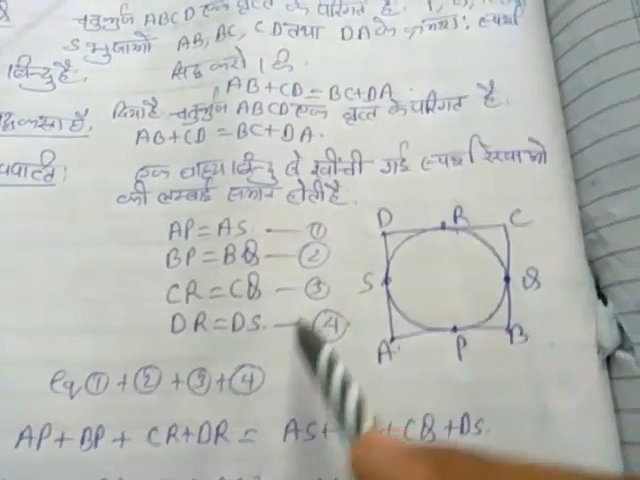 चतुर्भुज ABCD एक वृत्त के परिगत है.
S भुजाओं AB, BC, CD तथा DA के क्रमशः स्पर्श
बिन्दु है. सिद्ध करो कि
AB+CD=BC+DA
दिया है चतुर्भुज ABCD एक वृत्त के परिगत है.
करना है. AB+CD=BC+DA.
एक वाह्य बिन्दु से खींची गई स्पर्श रेखाओ
की लम्बाई समान होती है.
AP=AS. — ①
BP=BQ — ②
CR=CQ — ③
DR=DS. — ④
D R C
S Q
A P B
Eq ① + ② + ③ + ④
AP+BP+CR+DR = AS+ +CQ+DS.